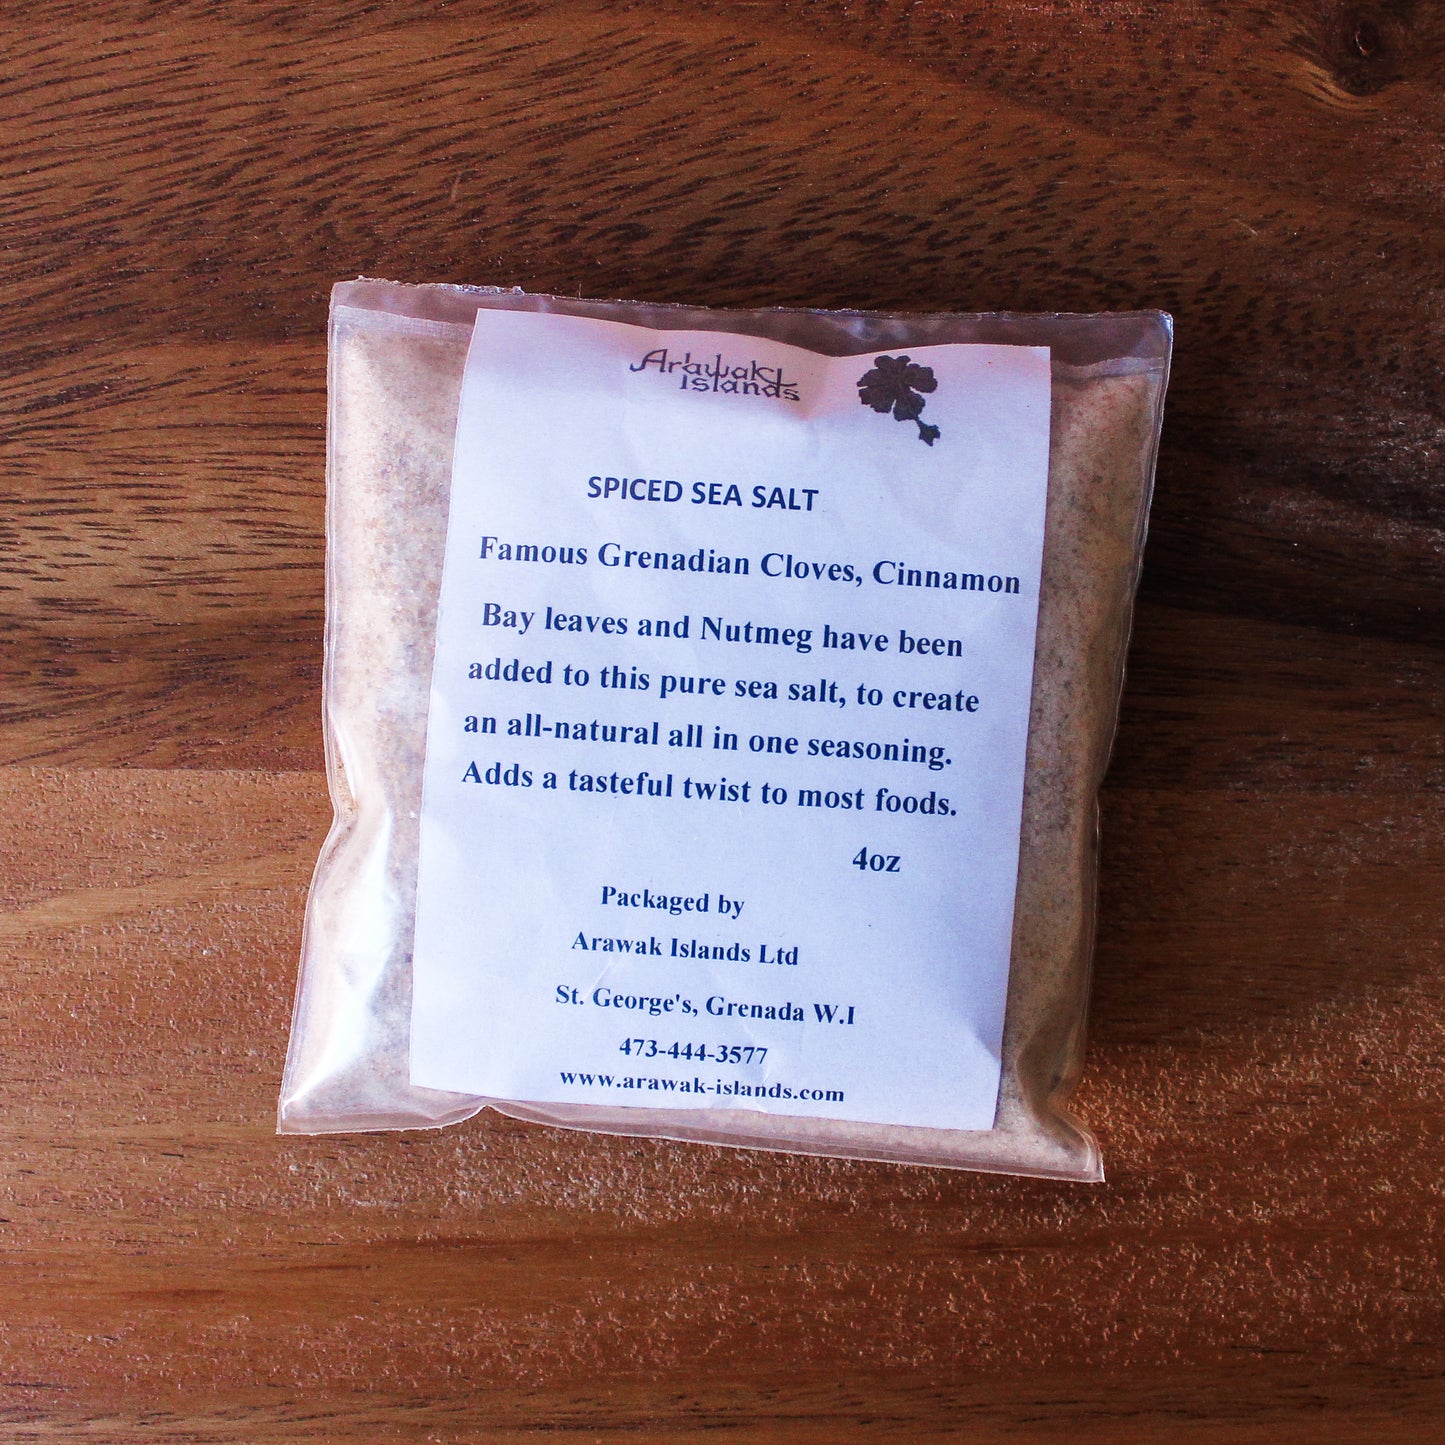 Arawak
Islands
SPICED SEA SALT
Famous Grenadian Cloves, Cinnamon
Bay leaves and Nutmeg have been
added to this pure sea salt, to create
an all-natural all in one seasoning.
Adds a tasteful twist to most foods.
4oz
Packaged by
Arawak Islands Ltd
St. George's, Grenada W.I
473-444-3577
www.arawak-islands.com